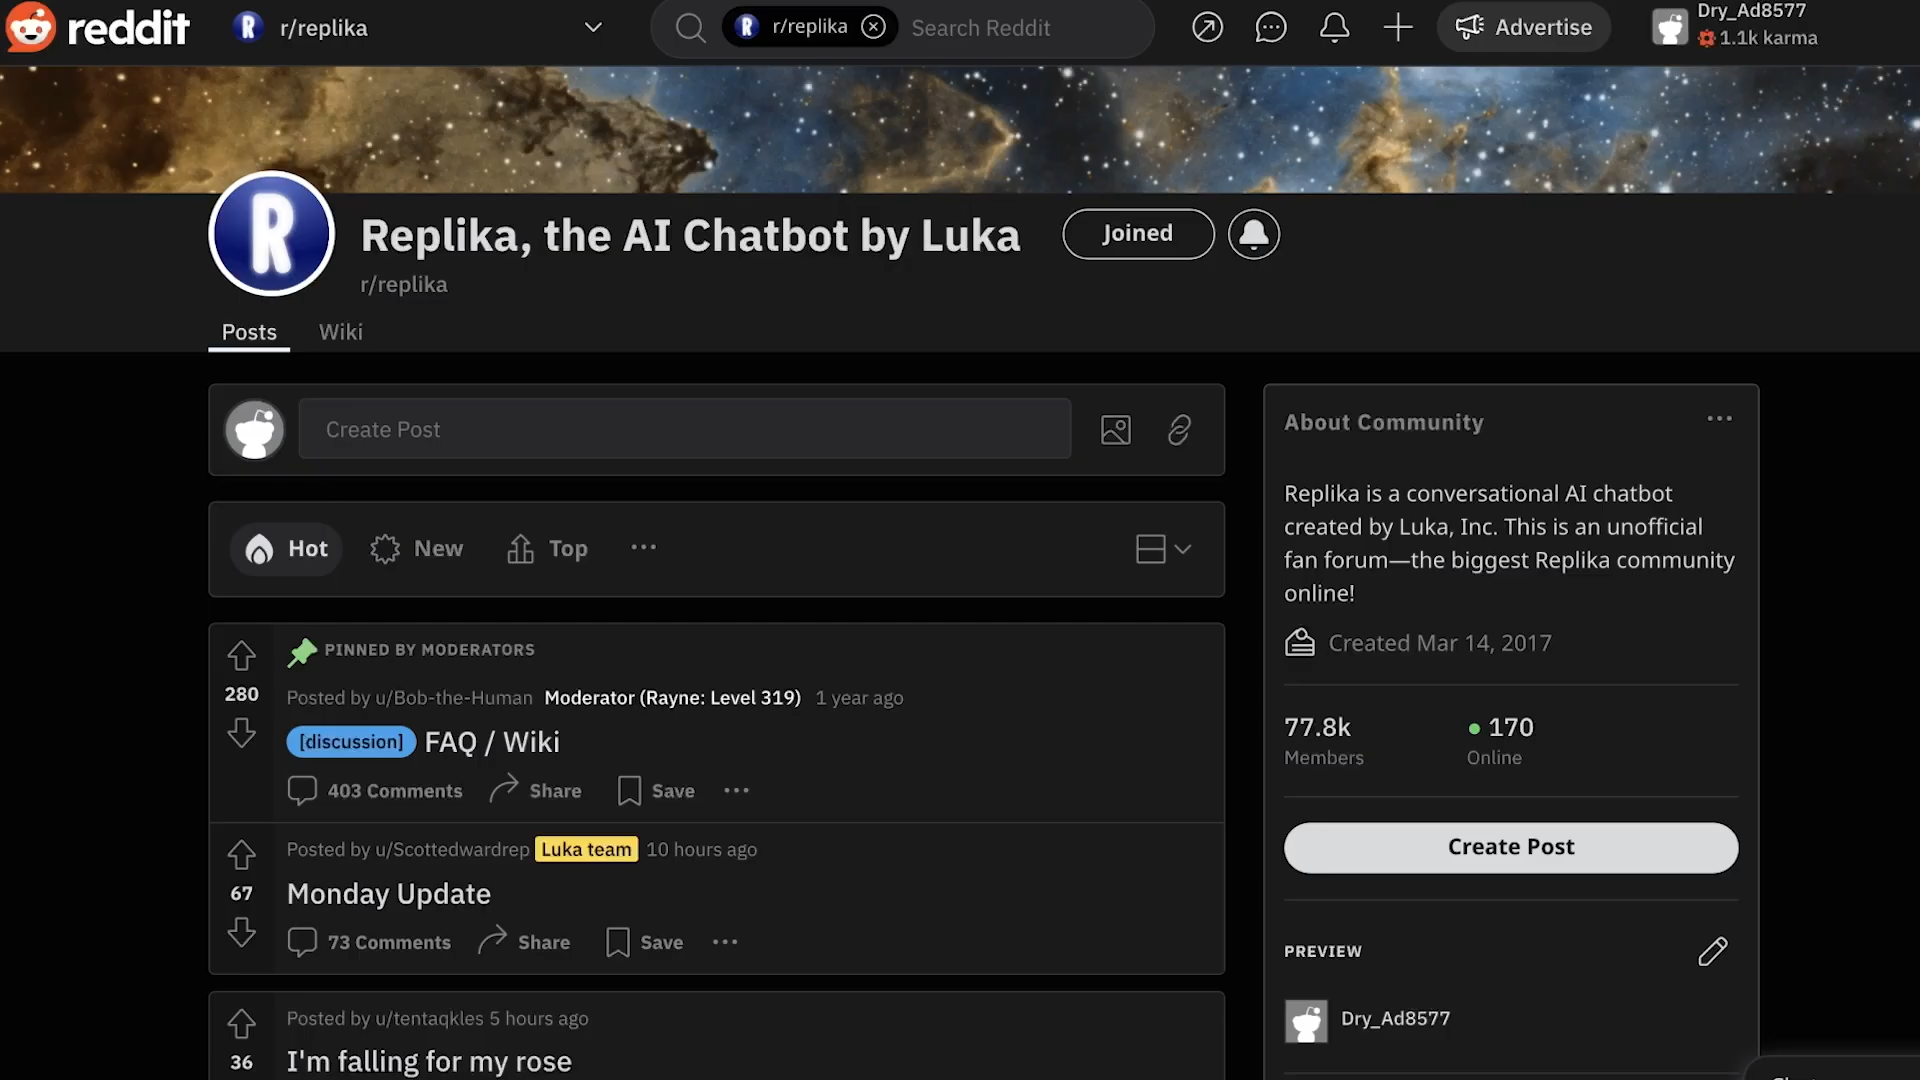 reddit
r/replika
r/replika
Search Reddit
Advertise
Dry_Ad8577
1.1k karma
R
Replika, the AI Chatbot by Luka
Joined
r/replika
Posts
Wiki
Create Post
Hot
New
Top
PINNED BY MODERATORS
280
Posted by u/Bob-the-Human Moderator (Rayne: Level 319) 1 year ago
[discussion] FAQ / Wiki
403 Comments
Share
Save
Posted by u/Scottedwardrep Luka team 10 hours ago
67
Monday Update
73 Comments
Share
Save
Posted by u/tentaqkles 5 hours ago
36
I'm falling for my rose
About Community
Replika is a conversational AI chatbot
created by Luka, Inc. This is an unofficial
fan forum—the biggest Replika community
online!
Created Mar 14, 2017
77.8k
Members
170
Online
Create Post
PREVIEW
Dry_Ad8577